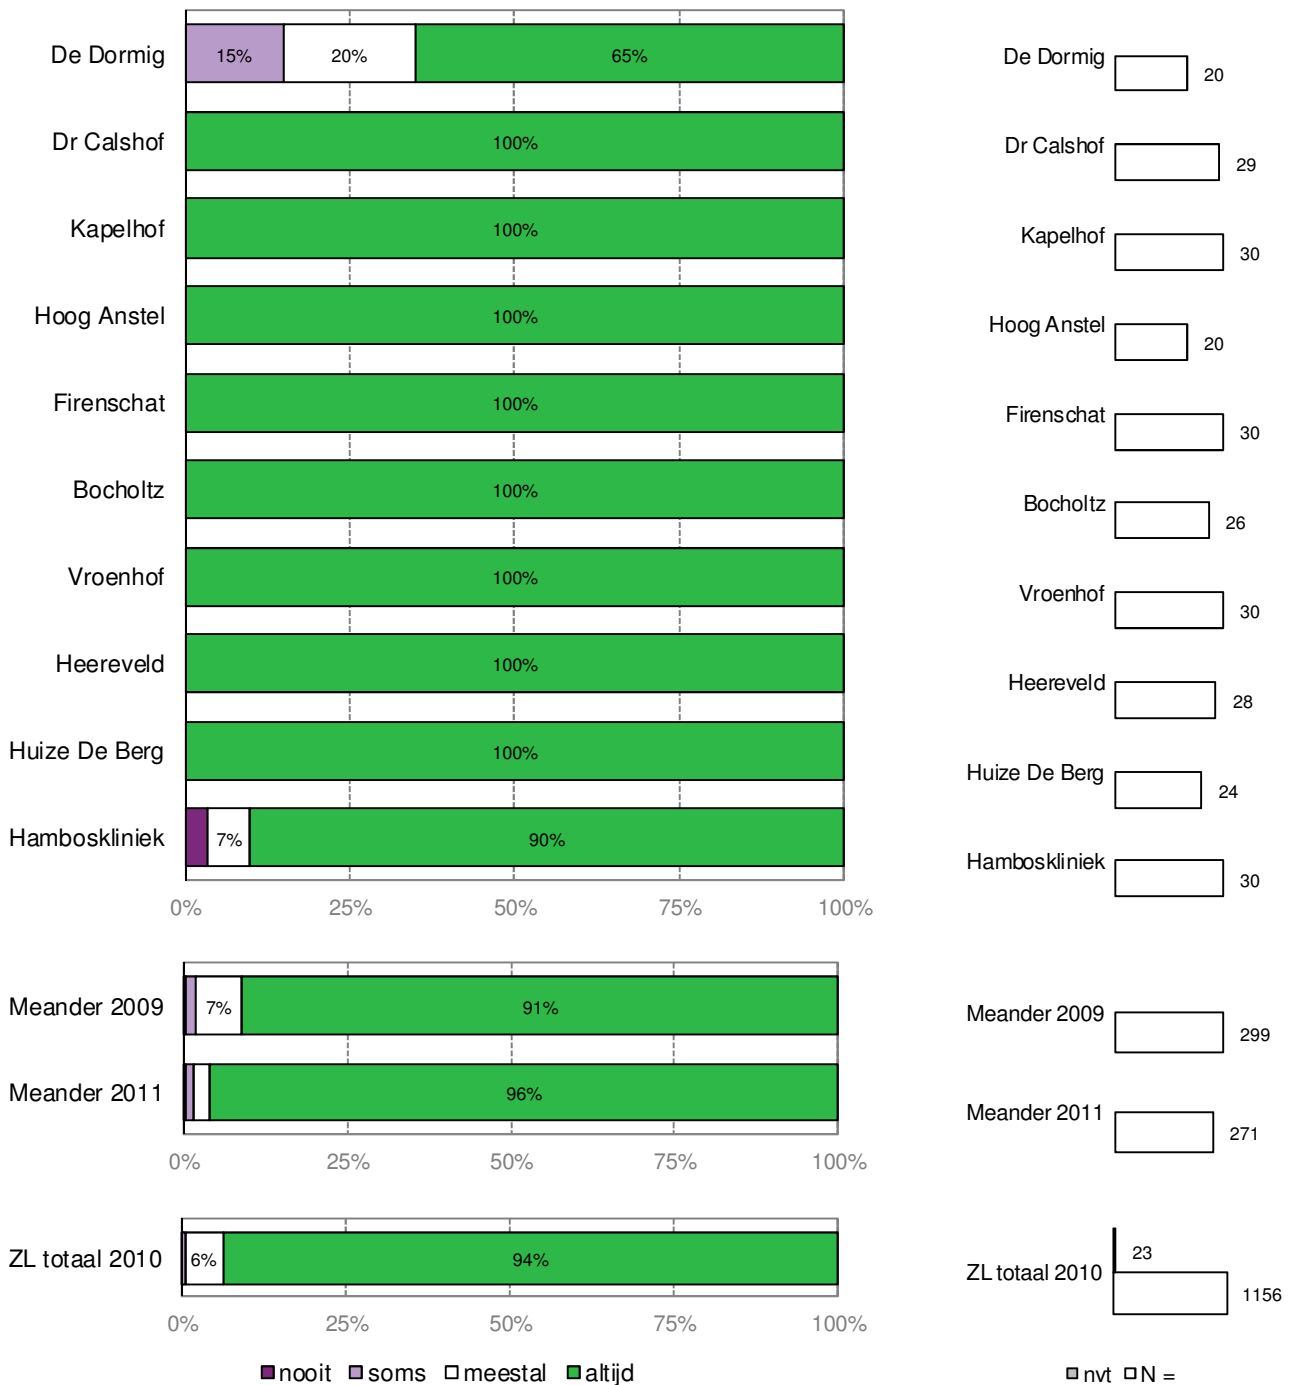 De Dormig 15% 20% 65%
Dr Calshof 100%
Kapelhof 100%
Hoog Anstel 100%
Firenschat 100%
Bocholtz 100%
Vroenhof 100%
Heereveld 100%
Huize De Berg 100%
Hamboskliniek 7% 90%
0% 25% 50% 75% 100%
Meander 2009 7% 91%
Meander 2011 96%
0% 25% 50% 75% 100%
ZL totaal 2010 6% 94%
0% 25% 50% 75% 100%
nooit soms meestal altijd
De Dormig 20
Dr Calshof 29
Kapelhof 30
Hoog Anstel 20
Firenschat 30
Bocholtz 26
Vroenhof 30
Heereveld 28
Huize De Berg 24
Hamboskliniek 30
Meander 2009 299
Meander 2011 271
23
ZL totaal 2010
1156
nvt N =